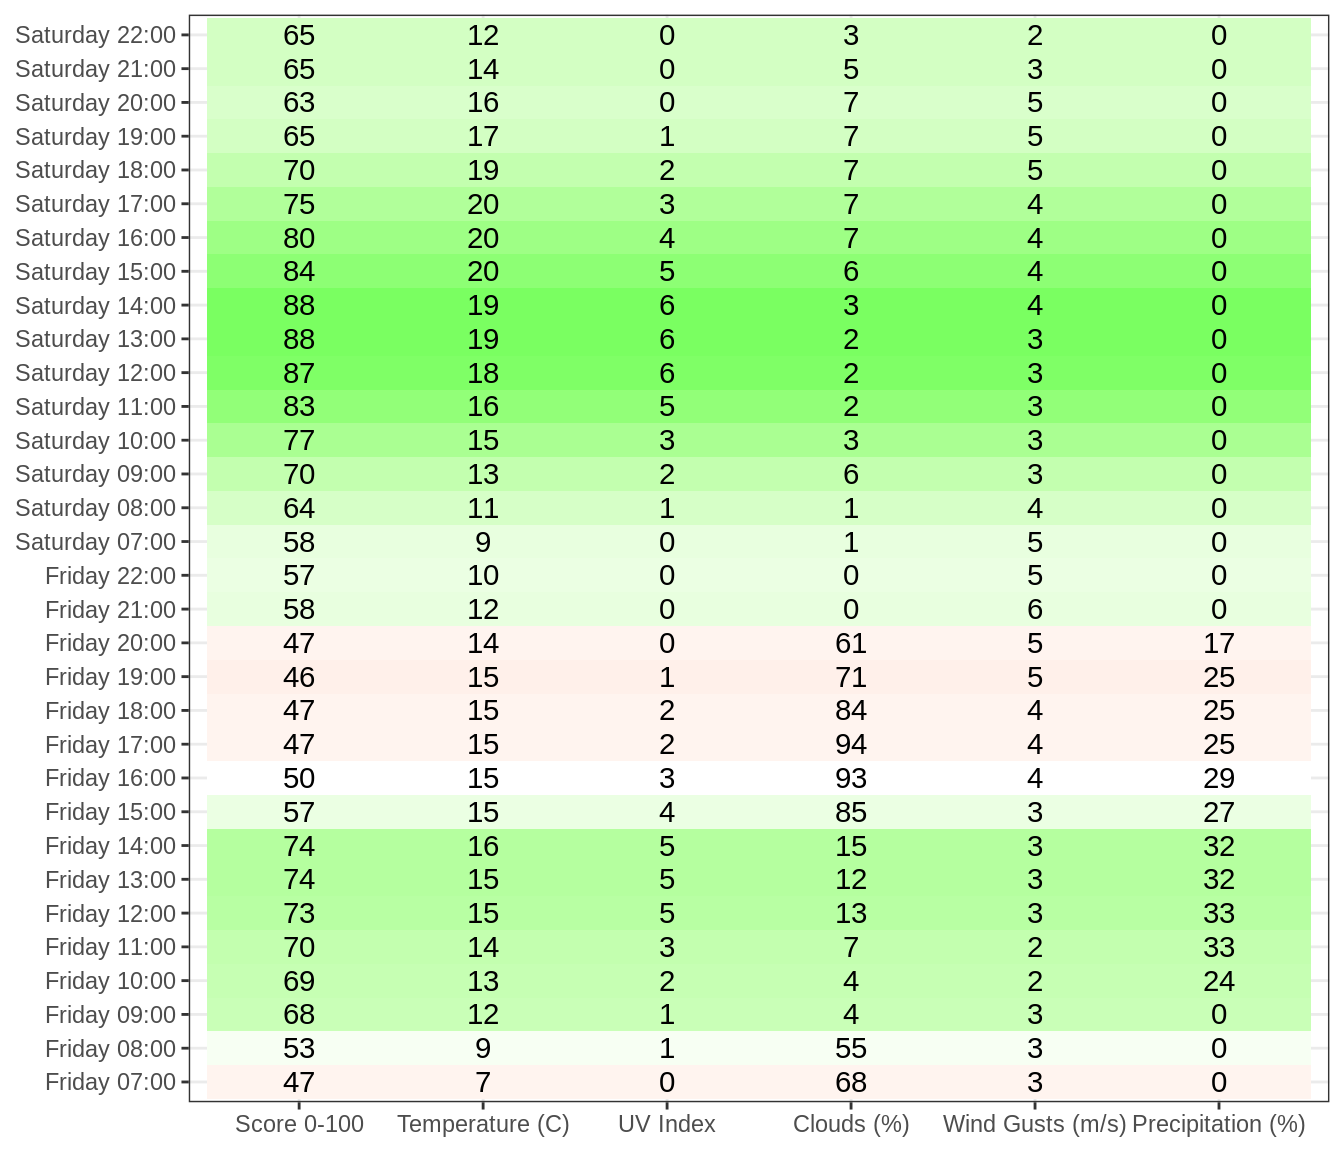 Saturday 22:00 65 12 0 3 2 0
Saturday 21:00 65 14 0 5 3 0
Saturday 20:00 63 16 0 7 5 0
Saturday 19:00 65 17 1 7 5 0
Saturday 18:00 70 19 2 7 5 0
Saturday 17:00 75 20 3 7 4 0
Saturday 16:00 80 20 4 7 4 0
Saturday 15:00 84 20 5 6 4 0
Saturday 14:00 88 19 6 3 4 0
Saturday 13:00 88 19 6 2 3 0
Saturday 12:00 87 18 6 2 3 0
Saturday 11:00 83 16 5 2 3 0
Saturday 10:00 77 15 3 3 3 0
Saturday 09:00 70 13 2 6 3 0
Saturday 08:00 64 11 1 1 4 0
Saturday 07:00 58 9 0 1 5 0
Friday 22:00 57 10 0 0 5 0
Friday 21:00 58 12 0 0 6 0
Friday 20:00 47 14 0 61 5 17
Friday 19:00 46 15 1 71 5 25
Friday 18:00 47 15 2 84 4 25
Friday 17:00 47 15 2 94 4 25
Friday 16:00 50 15 3 93 4 29
Friday 15:00 57 15 4 85 3 27
Friday 14:00 74 16 5 15 3 32
Friday 13:00 74 15 5 12 3 32
Friday 12:00 73 15 5 13 3 33
Friday 11:00 70 14 3 7 2 33
Friday 10:00 69 13 2 4 2 24
Friday 09:00 68 12 1 4 3 0
Friday 08:00 53 9 1 55 3 0
Friday 07:00 47 7 0 68 3 0
Score 0-100 Temperature (C) UV Index Clouds (%) Wind Gusts (m/s) Precipitation (%)